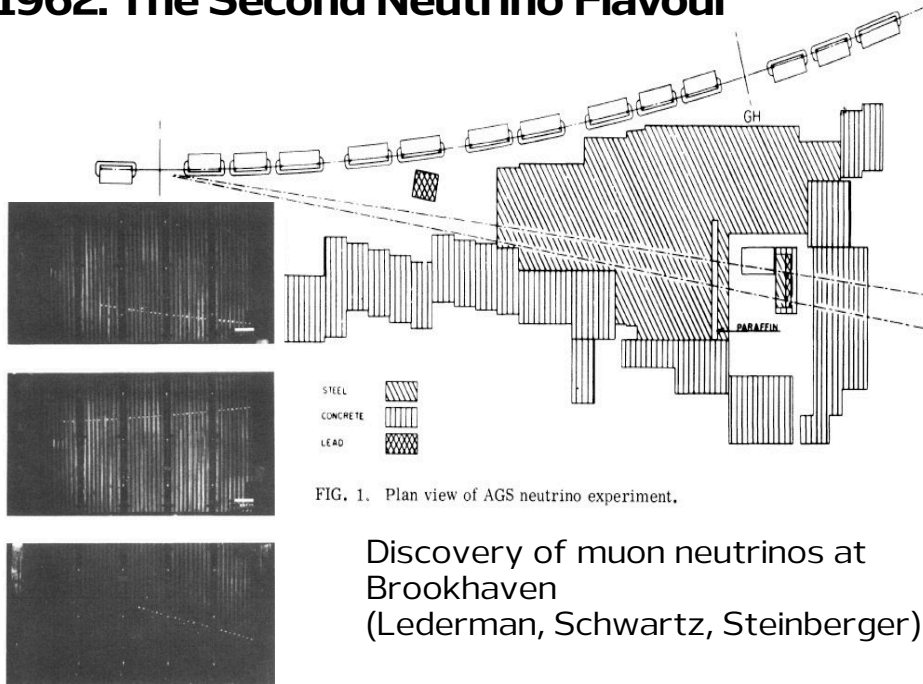 1962: The Second Neutrino Flavour
GH
PARAFFIN
STEEL
CONCRETE
LEAD
FIG. 1. Plan view of AGS neutrino experiment.
Discovery of muon neutrinos at
Brookhaven
(Lederman, Schwartz, Steinberger)